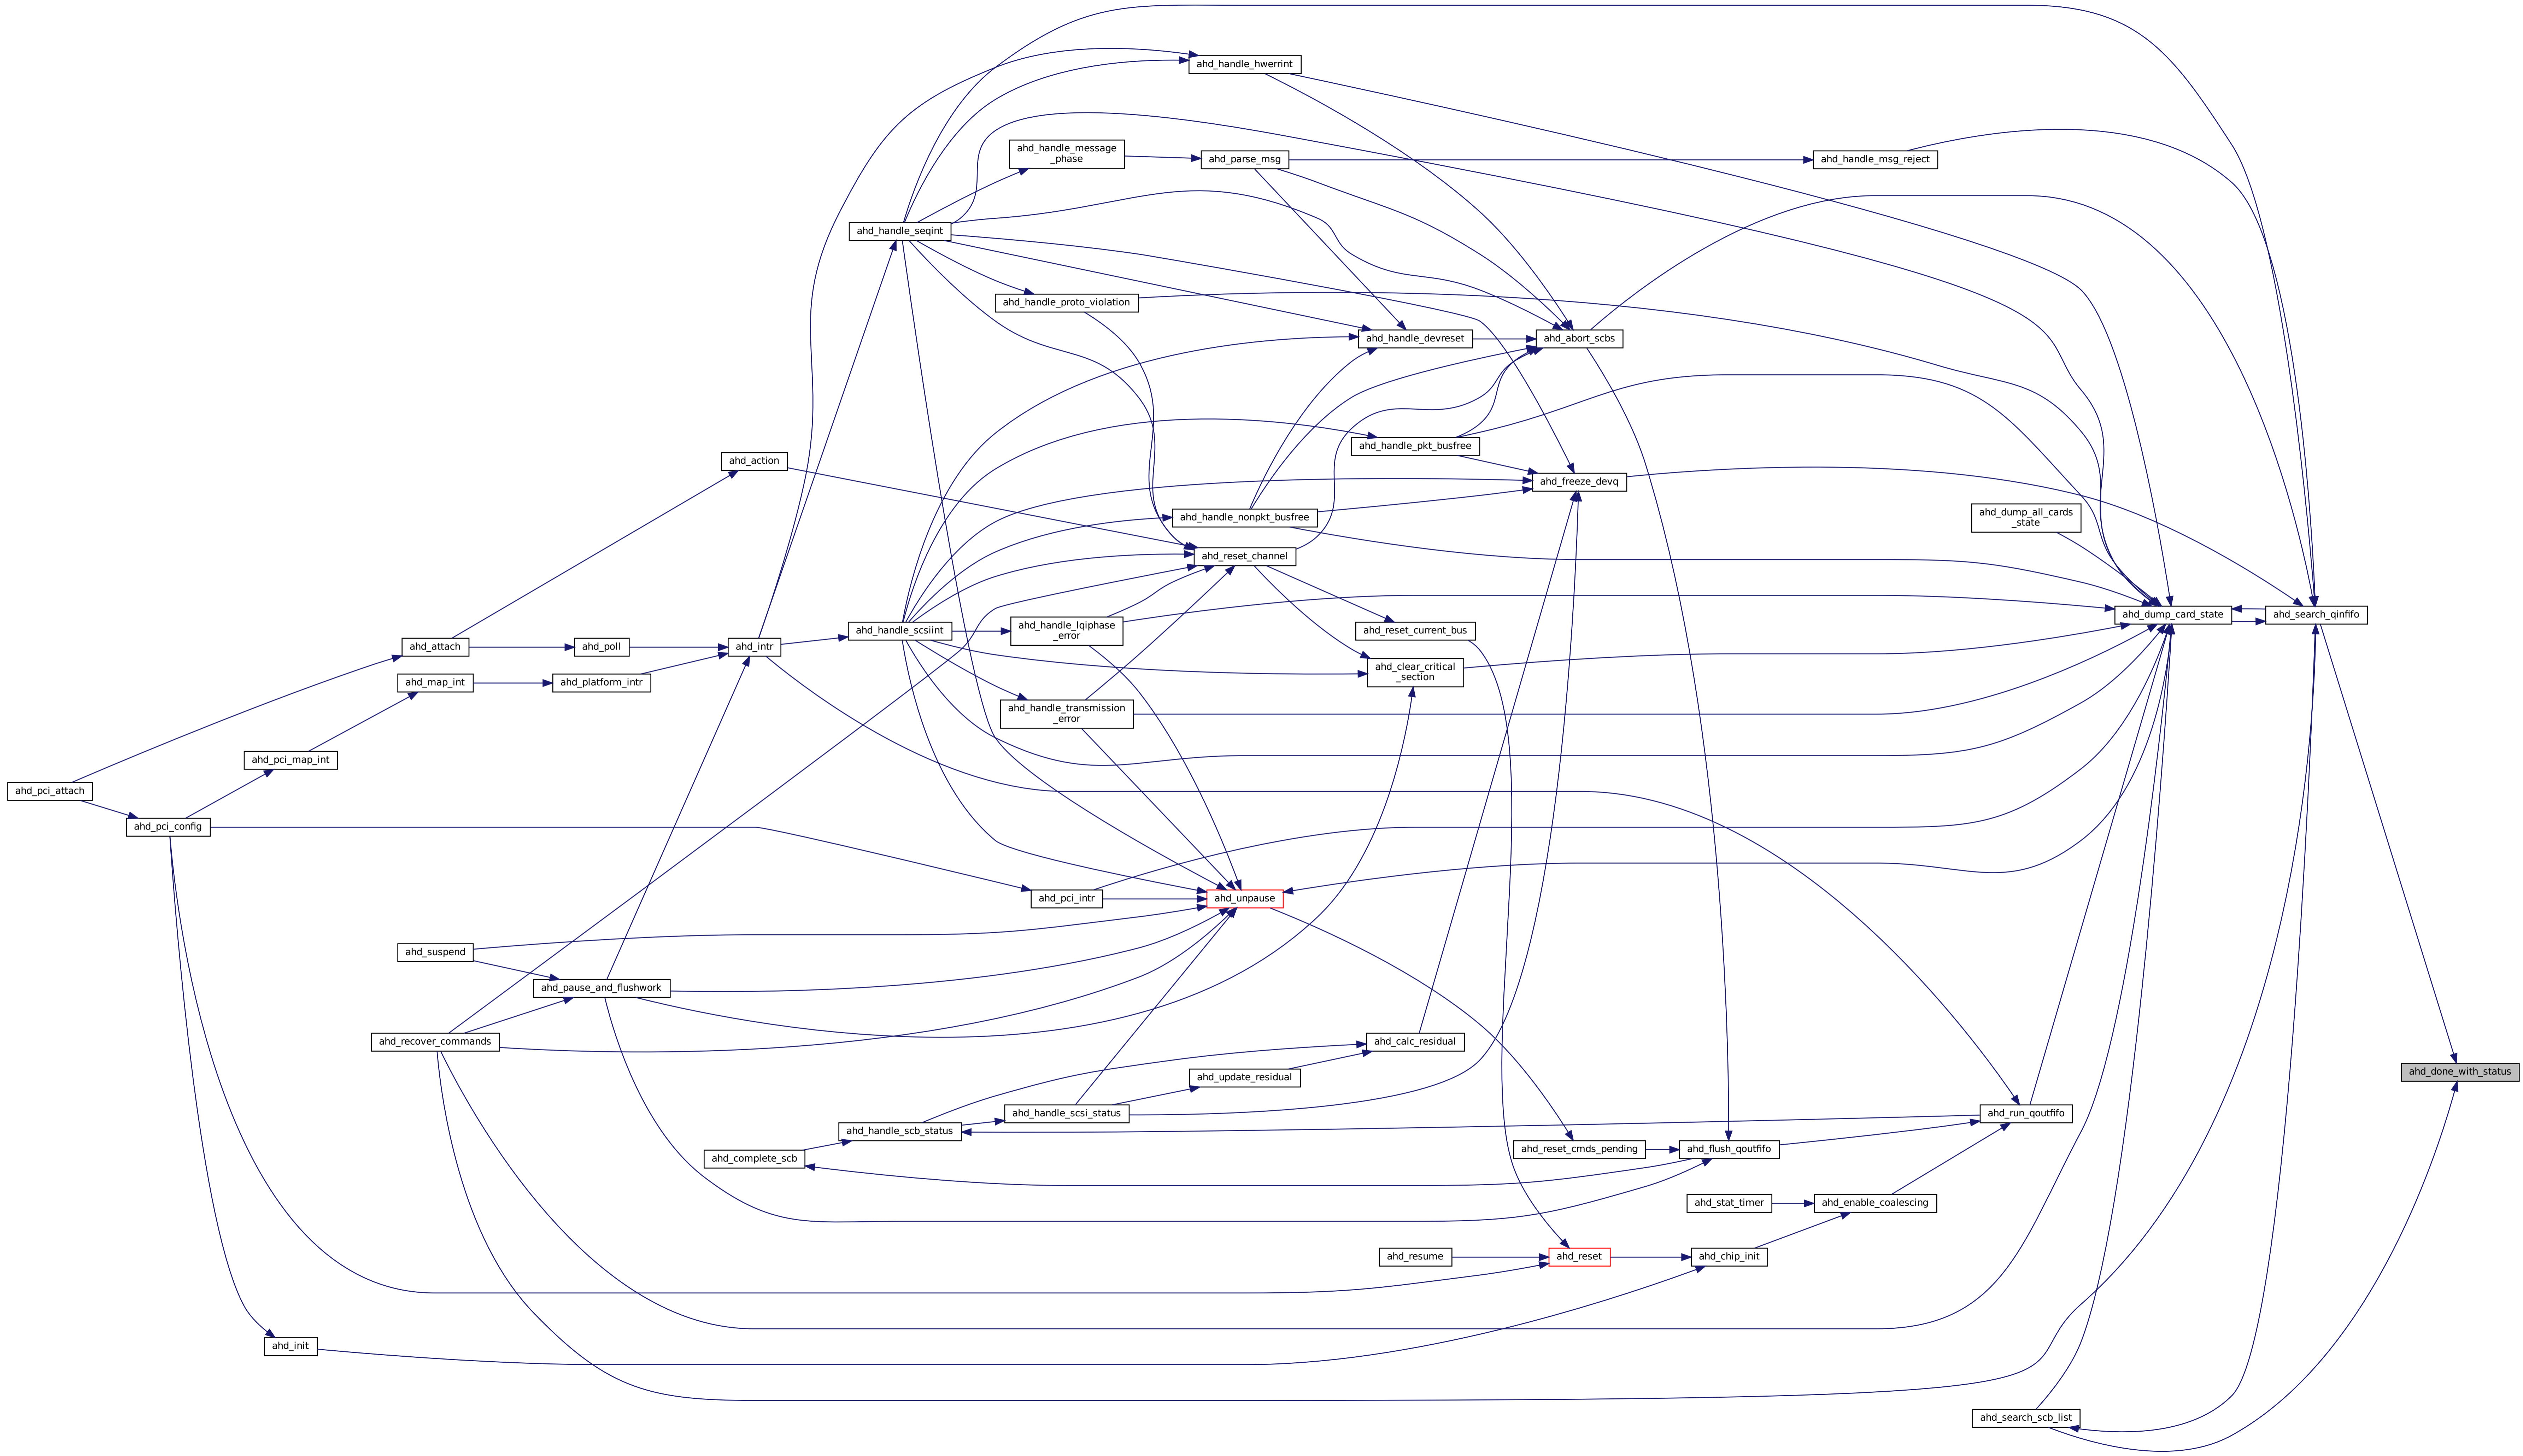 ahd_handle_hwerrint
ahd_handle_message
_phase
ahd_parse_msg
ahd_handle_msg_reject
ahd_handle_seqint
ahd_handle_proto_violation
ahd_handle_devreset
ahd_abort_scbs
ahd_handle_pkt_busfree
ahd_action
ahd_freeze_devq
ahd_handle_nonpkt_busfree
ahd_dump_all_cards
_state
ahd_reset_channel
ahd_dump_card_state
ahd_search_qinfifo
ahd_handle_scsiint
ahd_handle_lqiphase
_error
ahd_reset_current_bus
ahd_attach
ahd_poll
ahd_intr
ahd_clear_critical
_section
ahd_map_int
ahd_platform_intr
ahd_handle_transmission
_error
ahd_pci_map_int
ahd_pci_attach
ahd_pci_config
ahd_pci_intr
ahd_unpause
ahd_suspend
ahd_pause_and_flushwork
ahd_recover_commands
ahd_calc_residual
ahd_done_with_status
ahd_update_residual
ahd_handle_scsi_status
ahd_run_qoutfifo
ahd_handle_scb_status
ahd_reset_cmds_pending
ahd_flush_qoutfifo
ahd_complete_scb
ahd_stat_timer
ahd_enable_coalescing
ahd_resume
ahd_reset
ahd_chip_init
ahd_init
ahd_search_scb_list